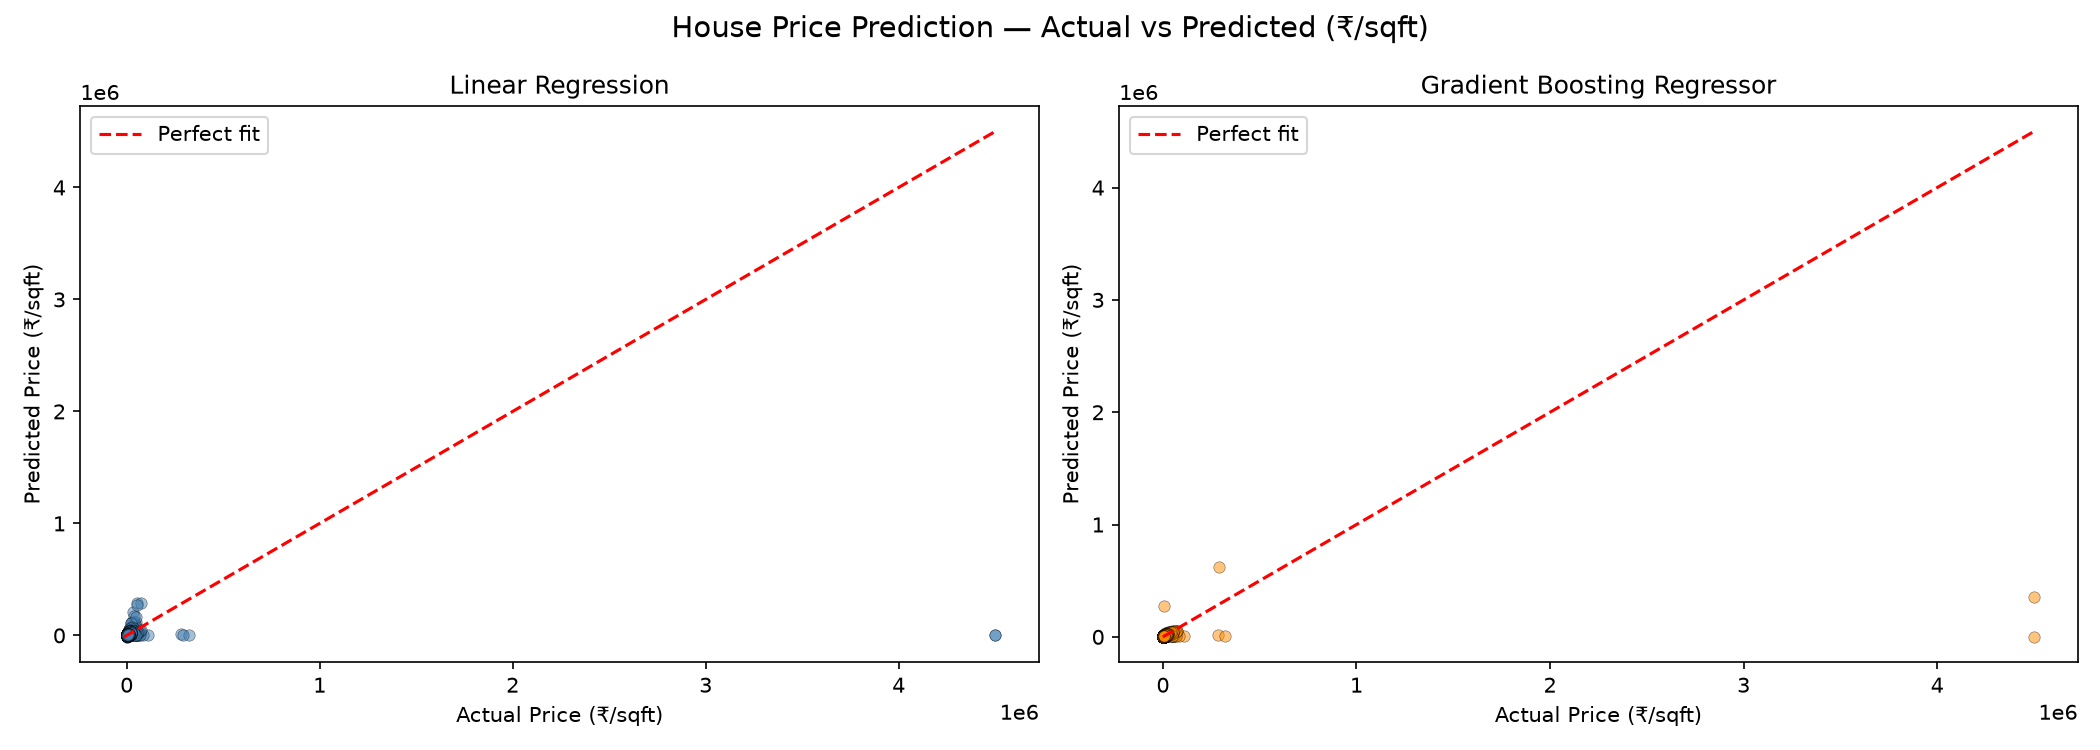 House Price Prediction — Actual vs Predicted (₹/sqft)
Linear Regression
1e6
Perfect fit
4
3
2
1
0
Predicted Price (₹/sqft)
0 1 2 3 4
Actual Price (₹/sqft)
1e6
Gradient Boosting Regressor
1e6
Perfect fit
4
3
2
1
0
Predicted Price (₹/sqft)
0 1 2 3 4
Actual Price (₹/sqft)
1e6